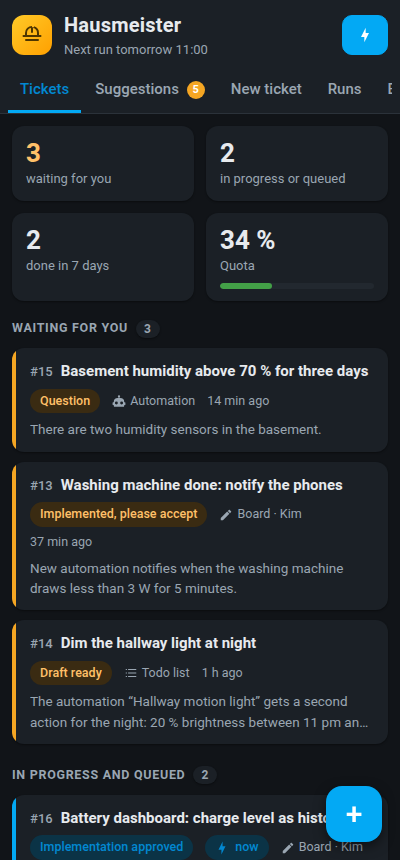 Hausmeister
Next run tomorrow 11:00
Tickets Suggestions 5 New ticket Runs
3
waiting for you
2
in progress or queued
2
done in 7 days
34 %
Quota
WAITING FOR YOU 3
#15 Basement humidity above 70 % for three days
Question Automation 14 min ago
There are two humidity sensors in the basement.
#13 Washing machine done: notify the phones
Implemented, please accept Board · Kim
37 min ago
New automation notifies when the washing machine
draws less than 3 W for 5 minutes.
#14 Dim the hallway light at night
Draft ready Todo list 1 h ago
The automation “Hallway motion light” gets a second
action for the night: 20 % brightness between 11 pm an…
IN PROGRESS AND QUEUED 2
#16 Battery dashboard: charge level as
+
Implementation approved now Board · Kim